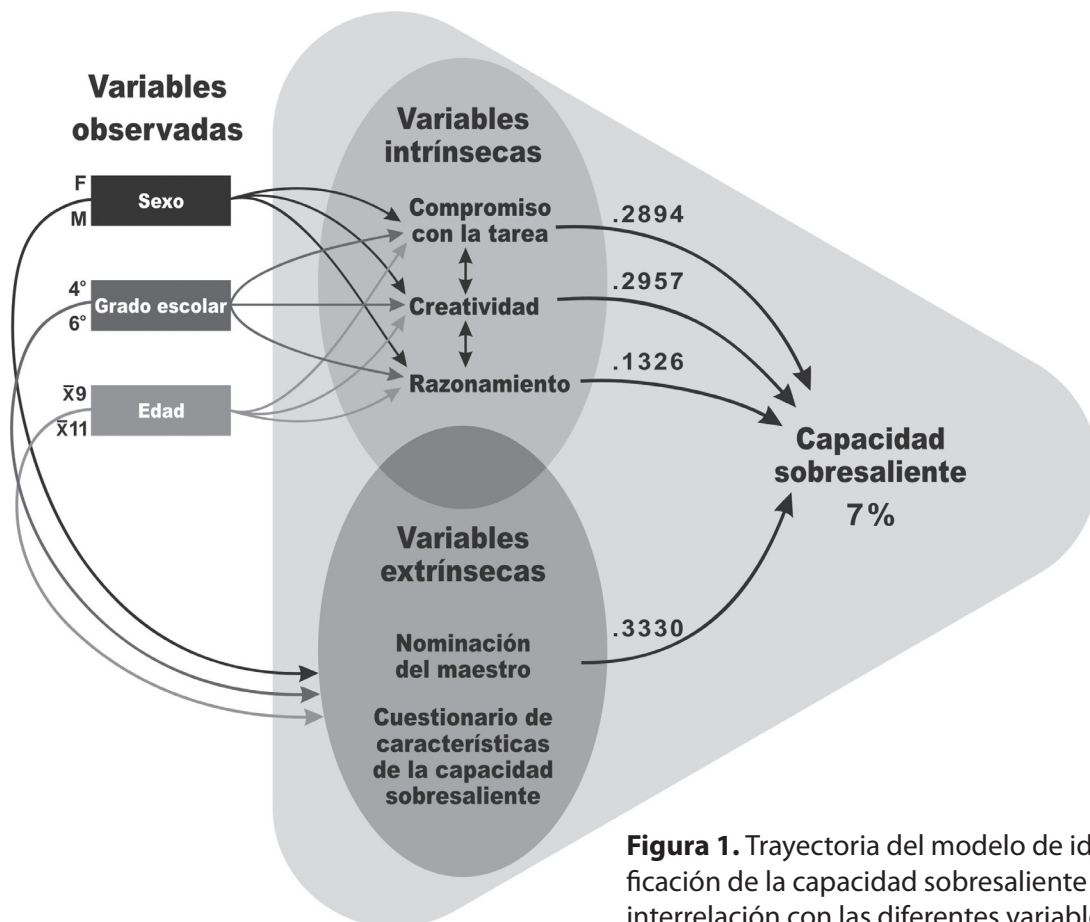 Variables
observadas
F
M
Sexo
4°
6°
Grado escolar
x̄9
x̄11
Edad
Variables
intrínsecas
Compromiso
con la tarea
Creatividad
Razonamiento
.2894
.2957
.1326
Capacidad
sobresaliente
7%
Variables
extrínsecas
Nominación
del maestro
.3330
Cuestionario de
características
de la capacidad
sobresaliente
Figura 1. Trayectoria del modelo de id
ficación de la capacidad sobresaliente
interrelación con las diferentes variabl